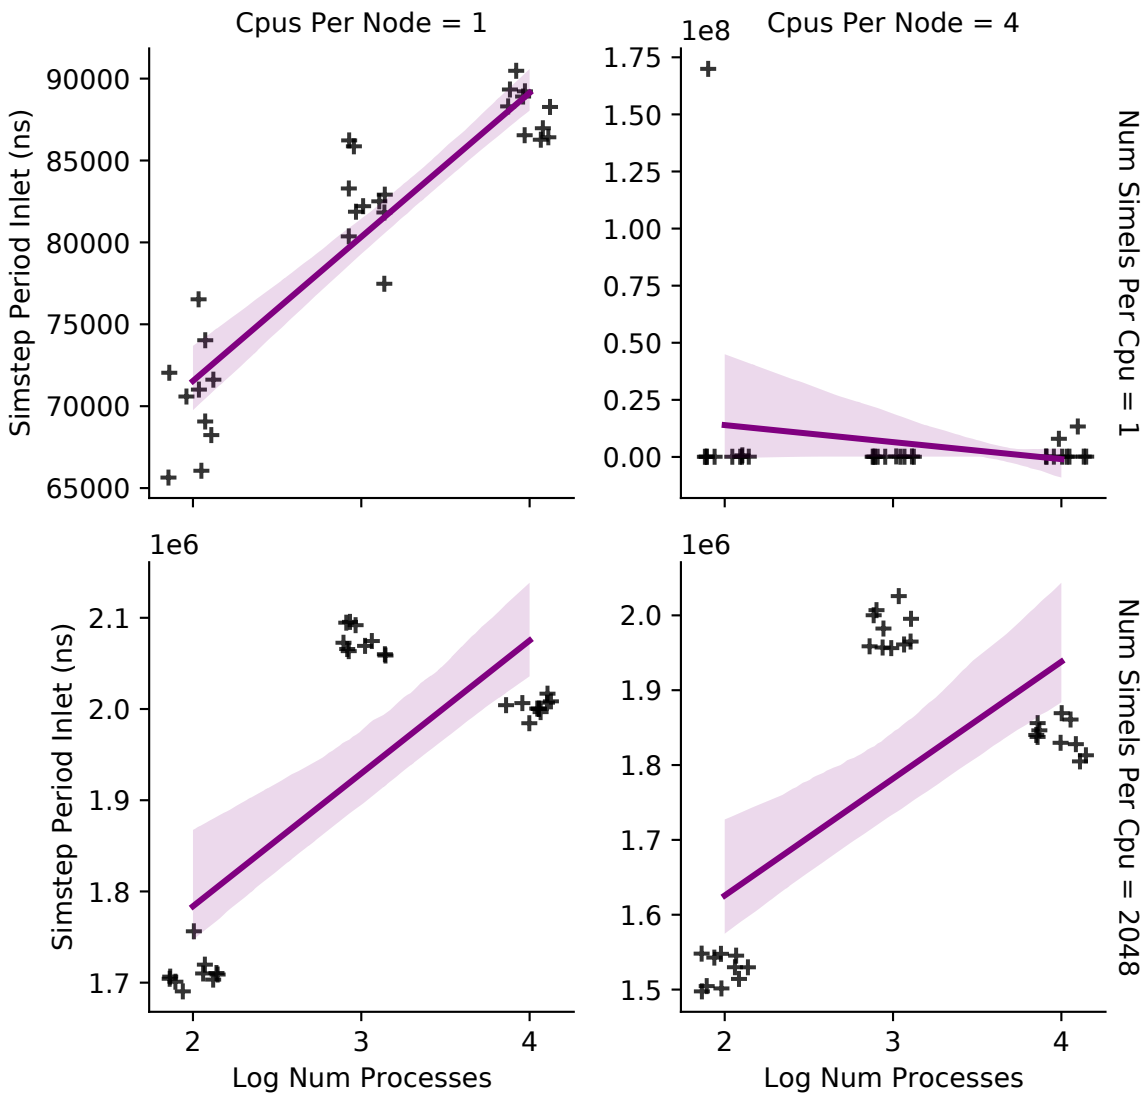 Cpus Per Node = 1
Cpus Per Node = 4
1e8
Simstep Period Inlet (ns)
90000
85000
80000
75000
70000
65000
1.75
1.50
1.25
1.00
0.75
0.50
0.25
0.00
Num Simels Per Cpu = 1
1e6
Simstep Period Inlet (ns)
2.1
2.0
1.9
1.8
1.7
2
3
4
Log Num Processes
1e6
2.0
1.9
1.8
1.7
1.6
1.5
2
3
4
Log Num Processes
Num Simels Per Cpu = 2048